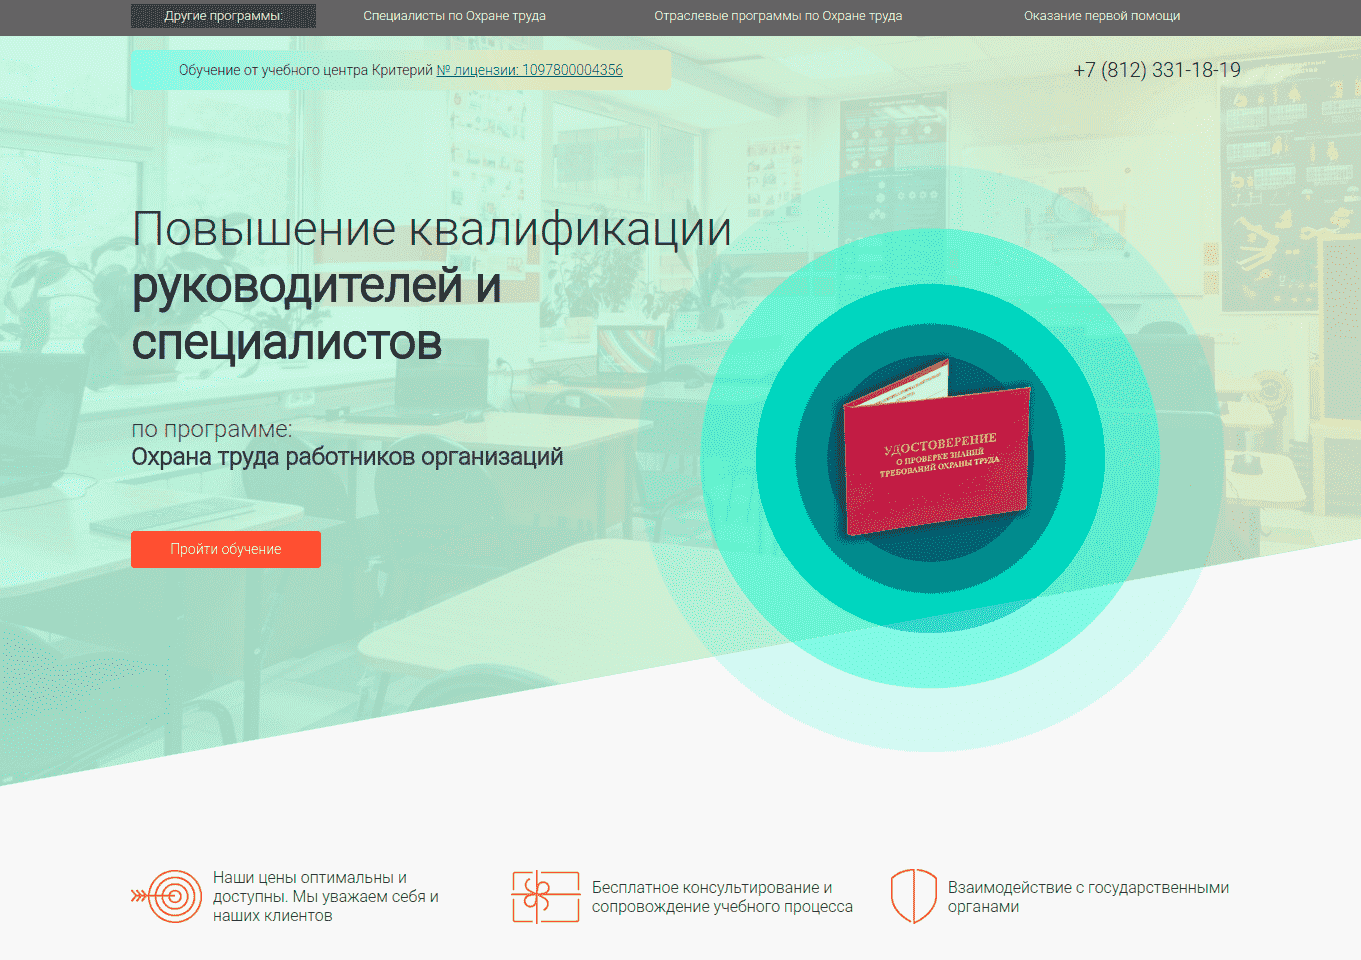 Другие программы:
Специалисты по Охране труда
Отраслевые программы по Охране труда
Оказание первой помощи
Обучение от учебного центра Критерий № лицензии: 1097800004356
+7 (812) 331-18-19
Повышение квалификации
руководителей и
специалистов
по программе:
Охрана труда работников организаций
УДОСТОВЕРЕНИЕ
О ПРОВЕРКЕ ЗНАНИЙ
ТРЕБОВАНИЙ ОХРАНЫ ТРУДА
Пройти обучение
Наши цены оптимальны и
доступны. Мы уважаем себя и
наших клиентов
Бесплатное консультирование и
сопровождение учебного процесса
Взаимодействие с государственными
органами